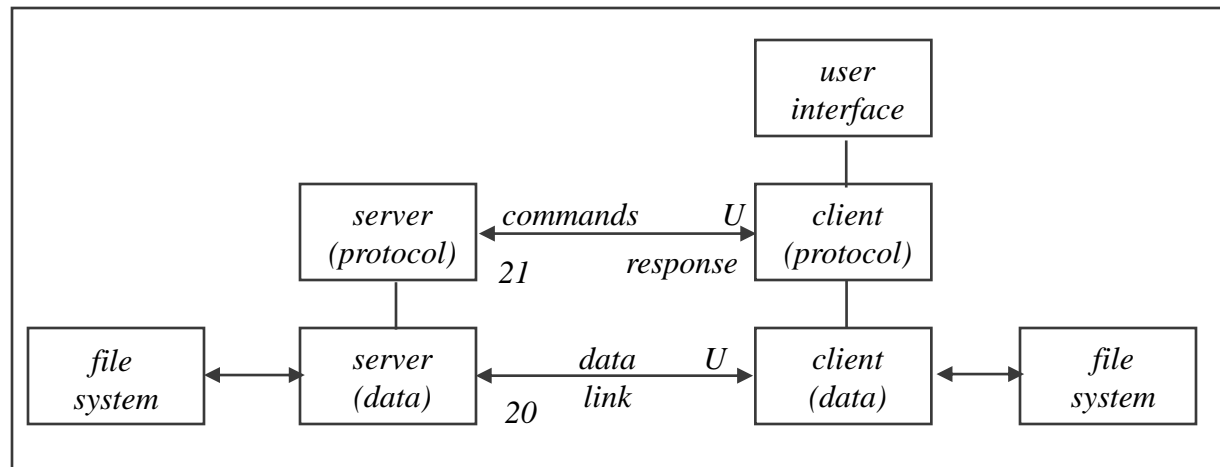 user
interface
server
(protocol)
commands U
client
(protocol)
21
response
file
system
server
(data)
data U
link
20
client
(data)
file
system